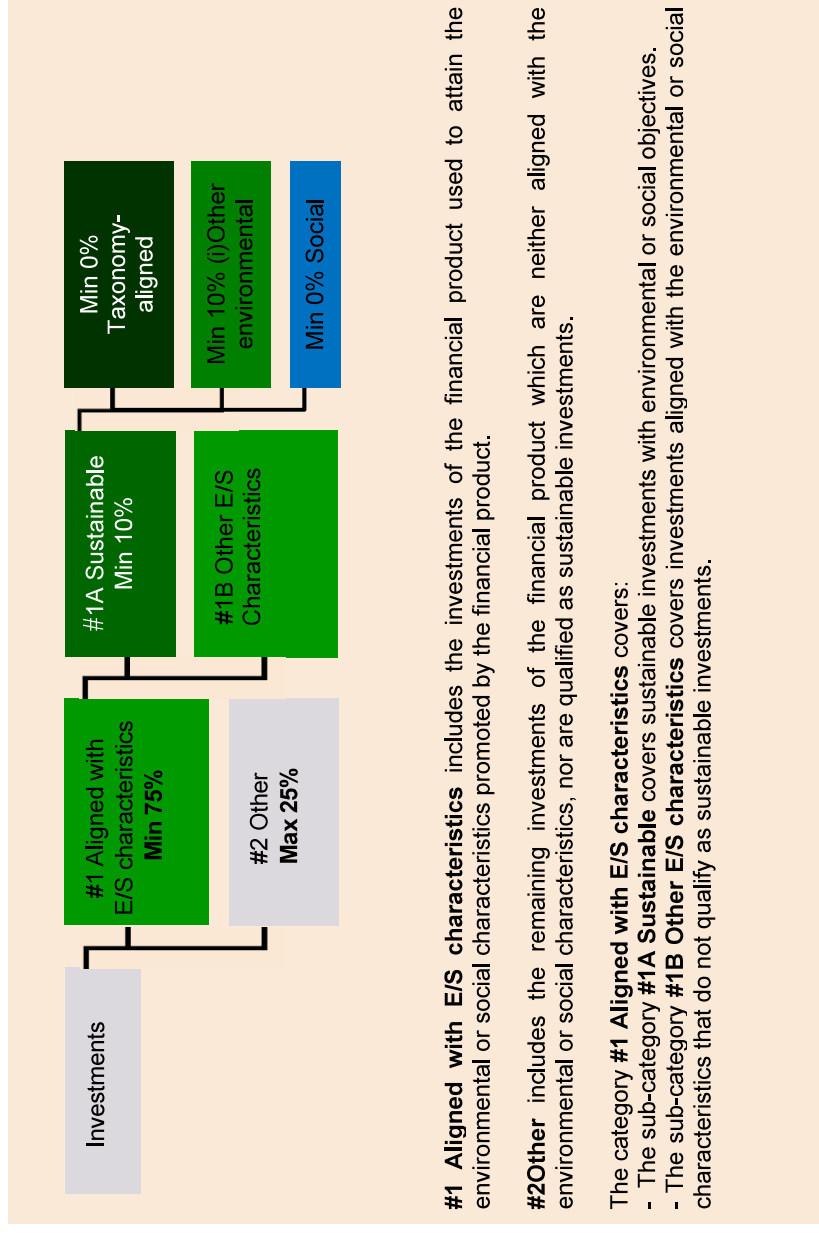 Investments
#1 Aligned with
E/S characteristics
Min 75%
#2 Other
Max 25%
#1A Sustainable
Min 10%
#1B Other E/S
Characteristics
Min 0%
Taxonomy-
aligned
Min 10% (i)Other
environmental
Min 0% Social
#1 Aligned with E/S characteristics includes the investments of the financial product used to attain the
environmental or social characteristics promoted by the financial product.
#2Other includes the remaining investments of the financial product which are neither aligned with the
environmental or social characteristics, nor are qualified as sustainable investments.
The category #1 Aligned with E/S characteristics covers:
- The sub-category #1A Sustainable covers sustainable investments with environmental or social objectives.
- The sub-category #1B Other E/S characteristics covers investments aligned with the environmental or social
characteristics that do not qualify as sustainable investments.